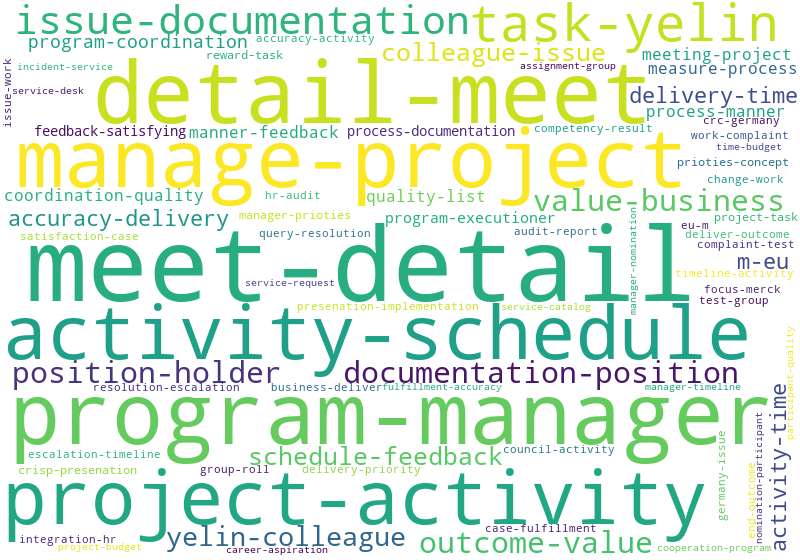 issue-documentation
task-yelin
program-coordination
accuracy-activity
reward-task
colleague-issue
meeting-project
measure-process
incident-service
service-desk
issue-work
detail-meet
assignment-group
delivery-time
process-manner
crc-germany
feedback-satisfying
manner-feedback
process-documentation
competency-result
work-complaint
time-budget
manage-project
prioties-concept
change-work
coordination-quality
hr-audit
quality-list
value-business
accuracy-delivery
manager-prioties
program-executioner
manager-nomination
project-task
eu-m
deliver-outcome
satisfaction-case
query-resolution
audit-report
complaint-test
meet-detail
m-eu
timeline-activity
service-request
focus-merck
test-group
presenation-implementation
service-catalog
activity-schedule
participant-quality
position-holder
documentation-position
resolution-escalation
business-deliver
fulfillment-accuracy
manager-timeline
activity-time
program-manager
nomination-participant
germany-issue
end-outcome
escalation-timeline
schedule-feedback
council-activity
crisp-presenation
group-roll
delivery-priority
project-activity
integration-hr
project-budget
yelin-colleague
career-aspiration
case-fulfillment
outcome-value
cooperation-program